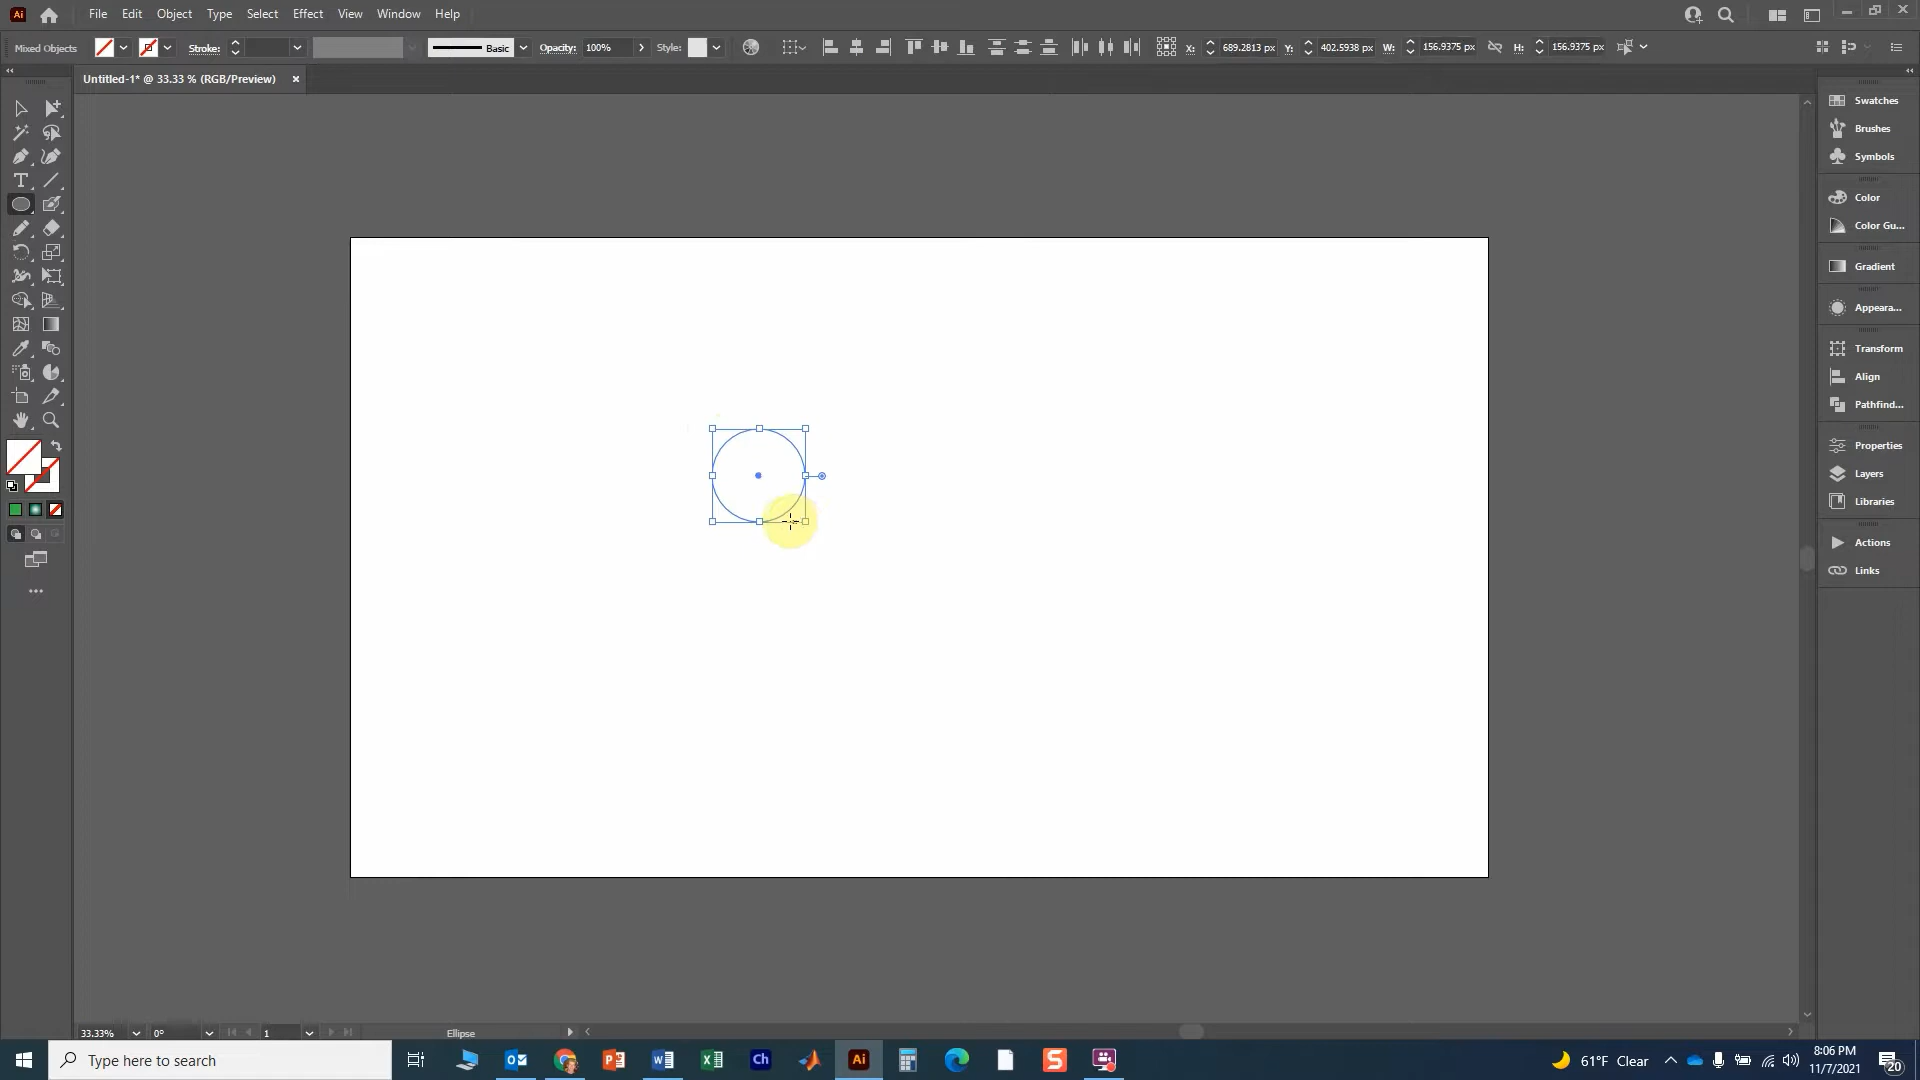 Ai File Edit Object Type Select Effect View Window Help
Mixed Objects Stroke: Basic Opacity: 100% Style: X: 689.2813 px Y: 402.5938 px W: 156.9375 px H: 156.9375 px
Untitled-1* @ 33.33 % (RGB/Preview) ×
Swatches
Brushes
Symbols
Color
Color Gu...
Gradient
Appeara...
Transform
Align
Pathfind...
Properties
Layers
Libraries
Actions
Links
33.33% 0° 1 Ellipse
Type here to search Ch Ai S 61°F Clear 8:06 PM
11/7/2021 20